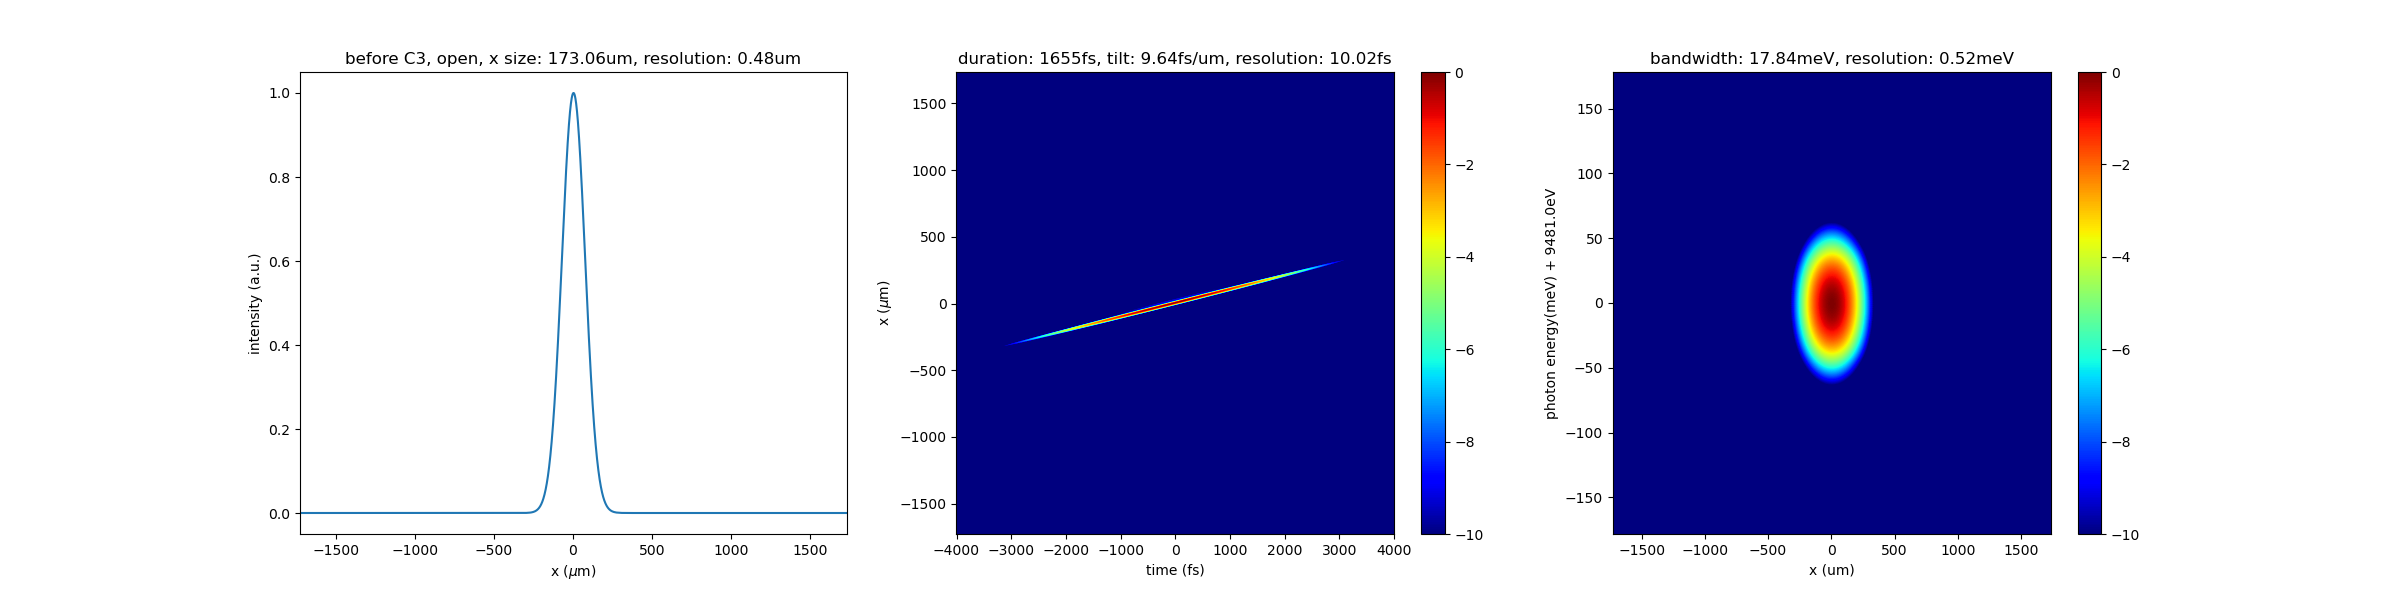 before C3, open, x size: 173.06um, resolution: 0.48um
1.0
0.8
0.6
0.4
0.2
0.0
intensity (a.u.)
−1500 −1000 −500 0 500 1000 1500
x (μm)
duration: 1655fs, tilt: 9.64fs/um, resolution: 10.02fs
1500
1000
500
0
−500
−1000
−1500
x (μm)
−4000 −3000 −2000 −1000 0 1000 2000 3000 4000
time (fs)
0
−2
−4
−6
−8
−10
bandwidth: 17.84meV, resolution: 0.52meV
150
100
50
0
−50
−100
−150
photon energy(meV) + 9481.0eV
−1500 −1000 −500 0 500 1000 1500
x (um)
0
−2
−4
−6
−8
−10